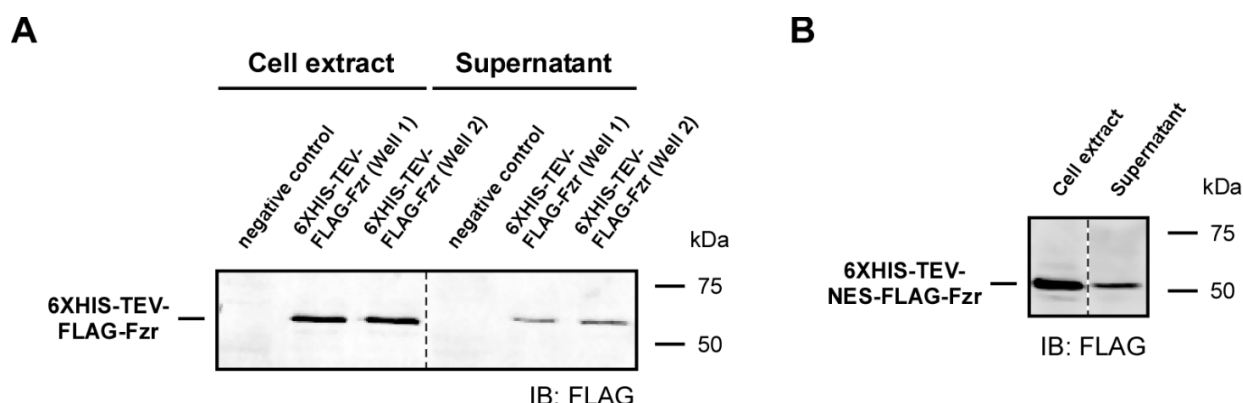 A
Cell extract
Supernatant
negative control
6XHIS-TEV-
FLAG-Fzr (Well 1)
6XHIS-TEV-
FLAG-Fzr (Well 2)
negative control
6XHIS-TEV-
FLAG-Fzr (Well 1)
6XHIS-TEV-
FLAG-Fzr (Well 2)
kDa
75
50
6XHIS-TEV-
FLAG-Fzr
IB: FLAG
B
Cell extract
Supernatant
kDa
75
50
6XHIS-TEV-
NES-FLAG-Fzr
IB: FLAG